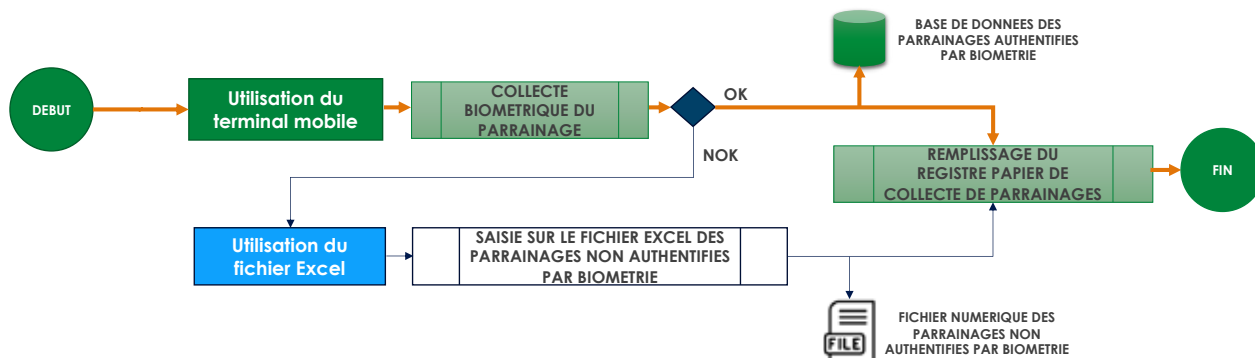 BASE DE DONNEES DES
PARRAINAGES AUTHENTIFIES
PAR BIOMETRIE
DEBUT
Utilisation du
terminal mobile
COLLECTE
BIOMETRIQUE DU
PARRAINAGE
OK
NOK
REMPLISSAGE DU
REGISTRE PAPIER DE
COLLECTE DE PARRAINAGES
FIN
Utilisation du
fichier Excel
SAISIE SUR LE FICHIER EXCEL DES
PARRAINAGES NON AUTHENTIFIES
PAR BIOMETRIE
FILE
FICHIER NUMERIQUE DES
PARRAINAGES NON
AUTHENTIFIES PAR BIOMETRIE